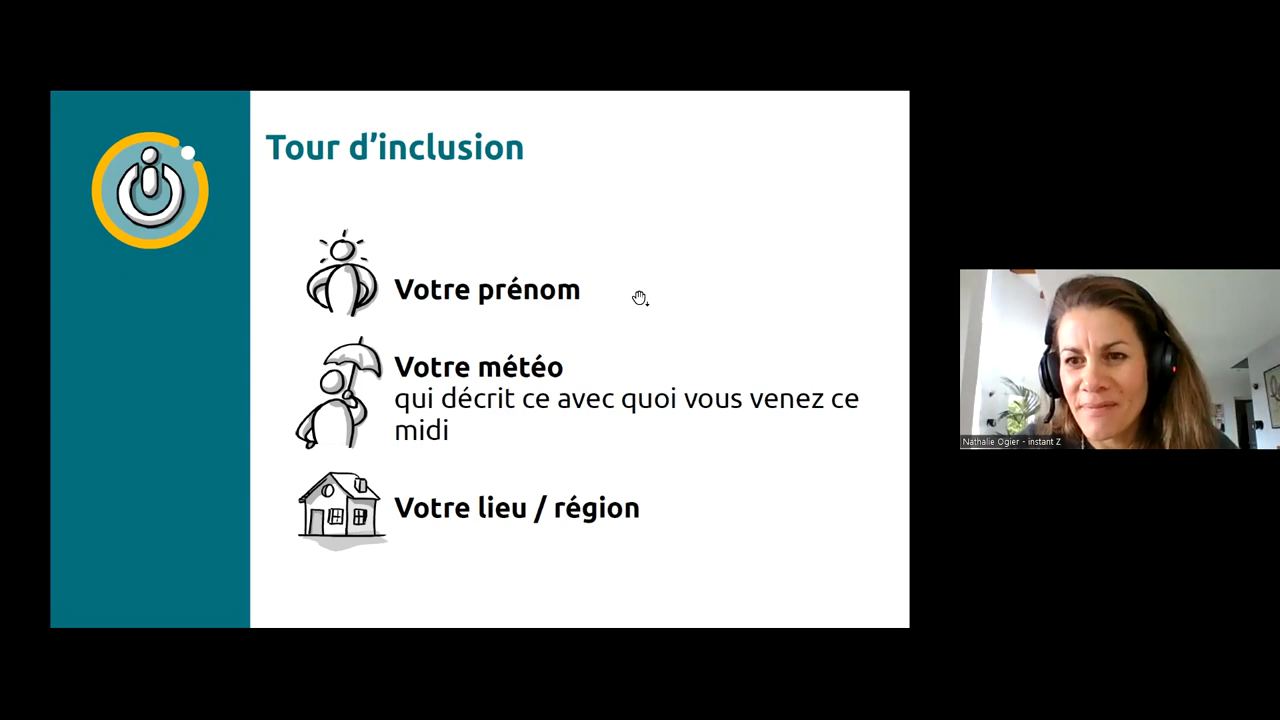 Tour d’inclusion
Votre prénom
Votre météo
qui décrit ce avec quoi vous venez ce
midi
Votre lieu / région
Nathalie Ogier - instant Z